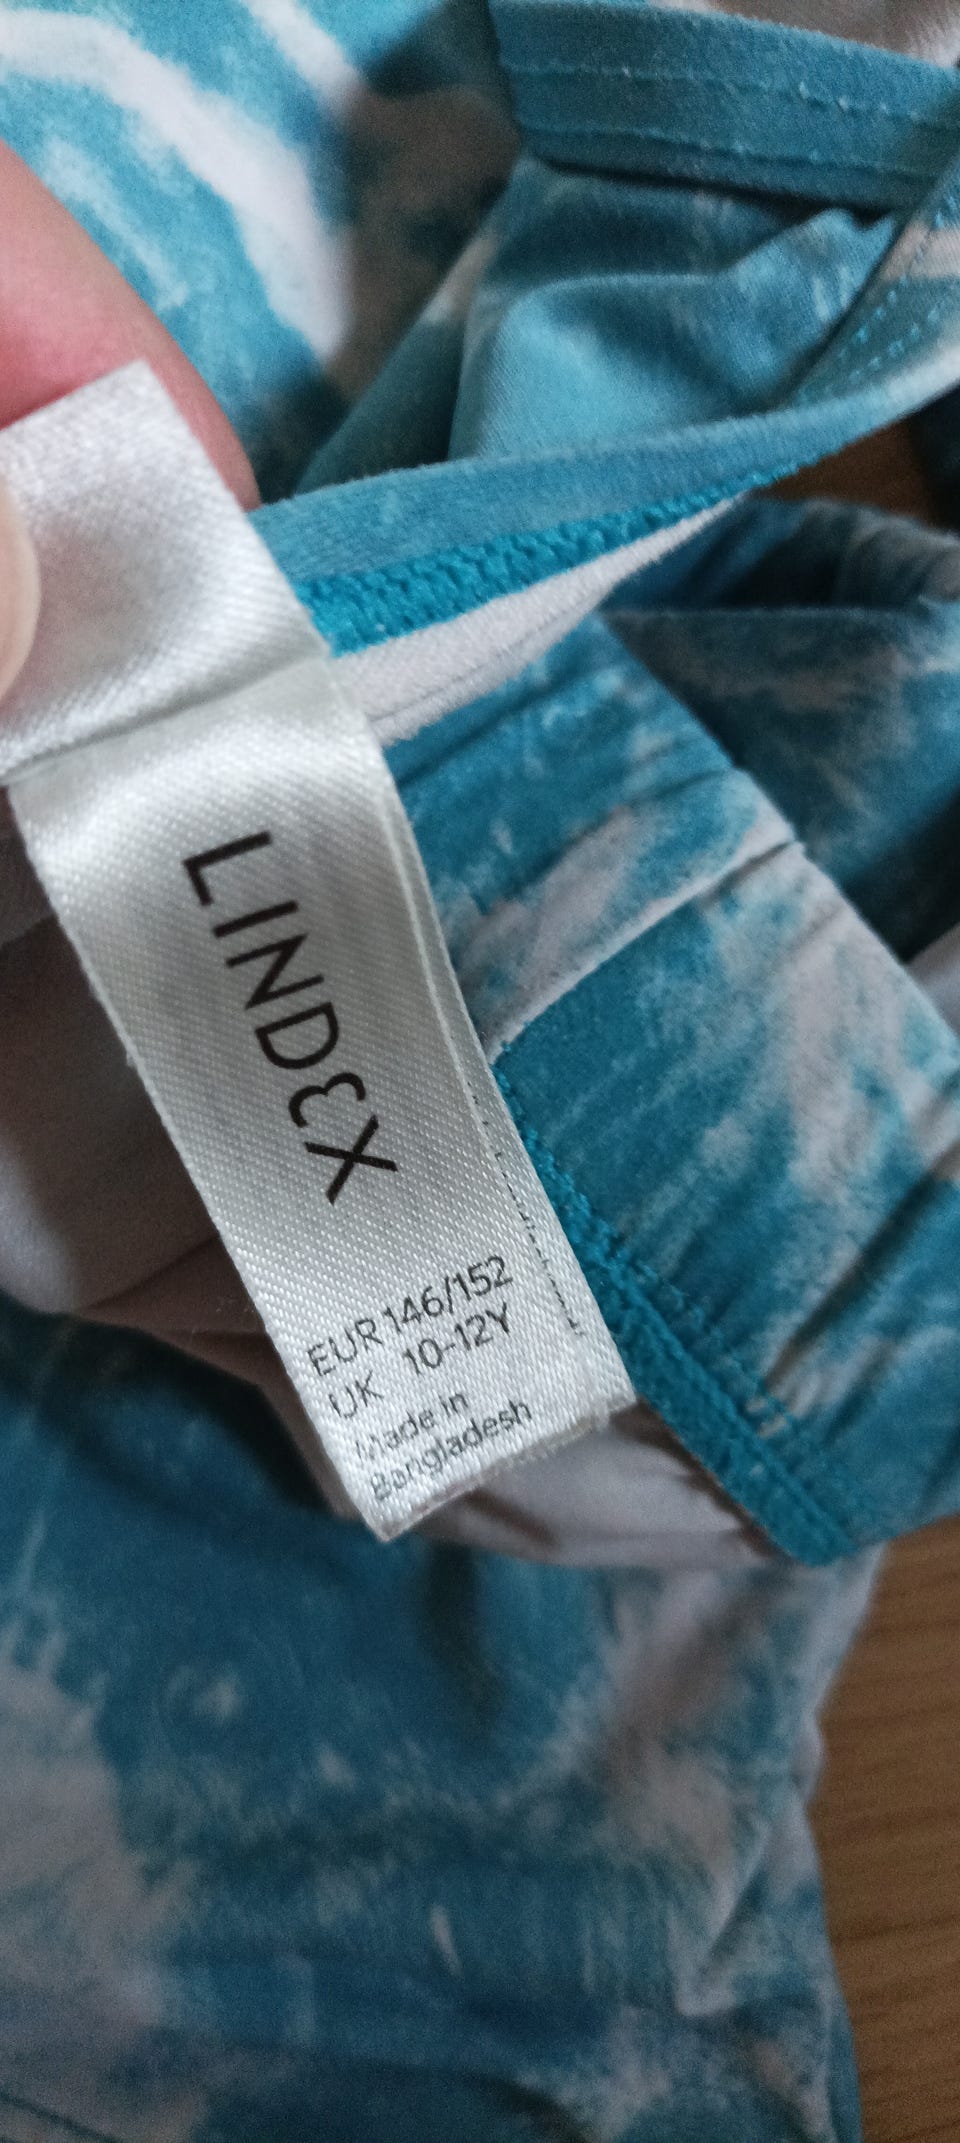 LINDEX
EUR 146/152
UK 10-12Y
Made in
Bangladesh